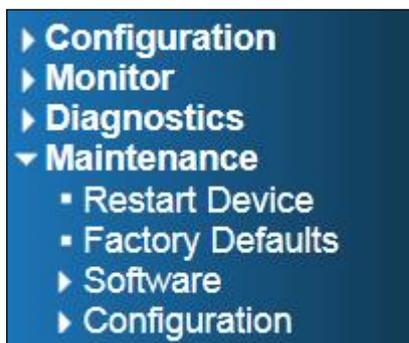 Configuration
Monitor
Diagnostics
Maintenance
Restart Device
Factory Defaults
Software
Configuration